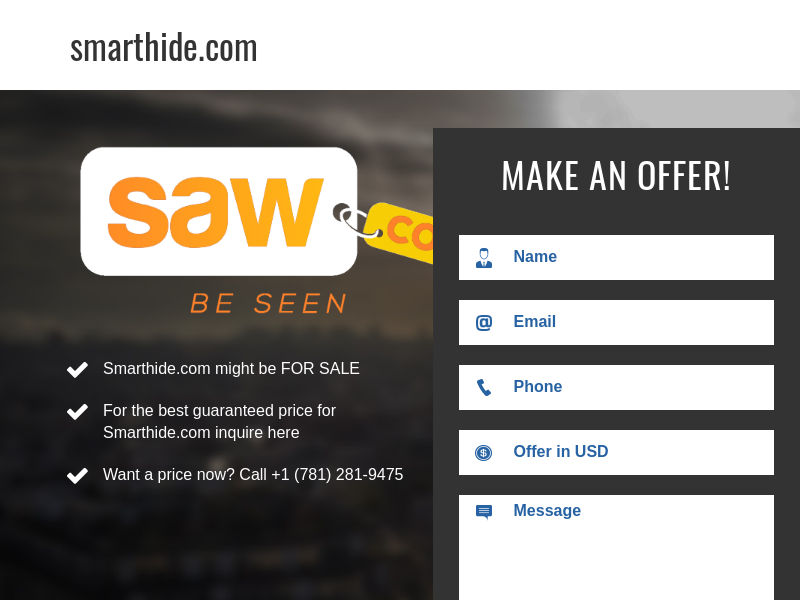 smarthide.com
saw
co
BE SEEN
Smarthide.com might be FOR SALE
For the best guaranteed price for
Smarthide.com inquire here
Want a price now? Call +1 (781) 281-9475
MAKE AN OFFER!
Name
Email
Phone
Offer in USD
Message